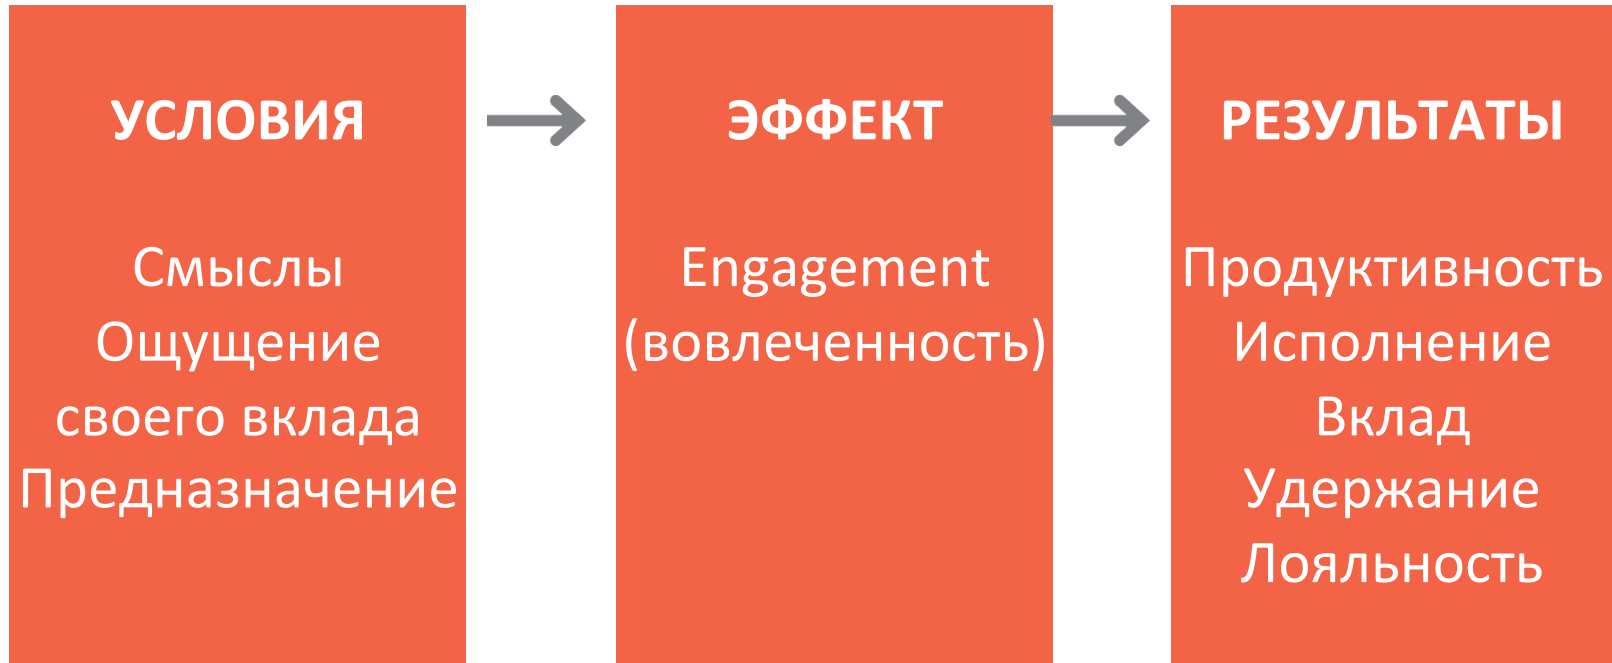 УСЛОВИЯ
Смыслы
Ощущение
своего вклада
Предназначение
ЭФФЕКТ
Engagement
(вовлеченность)
РЕЗУЛЬТАТЫ
Продуктивность
Исполнение
Вклад
Удержание
Лояльность